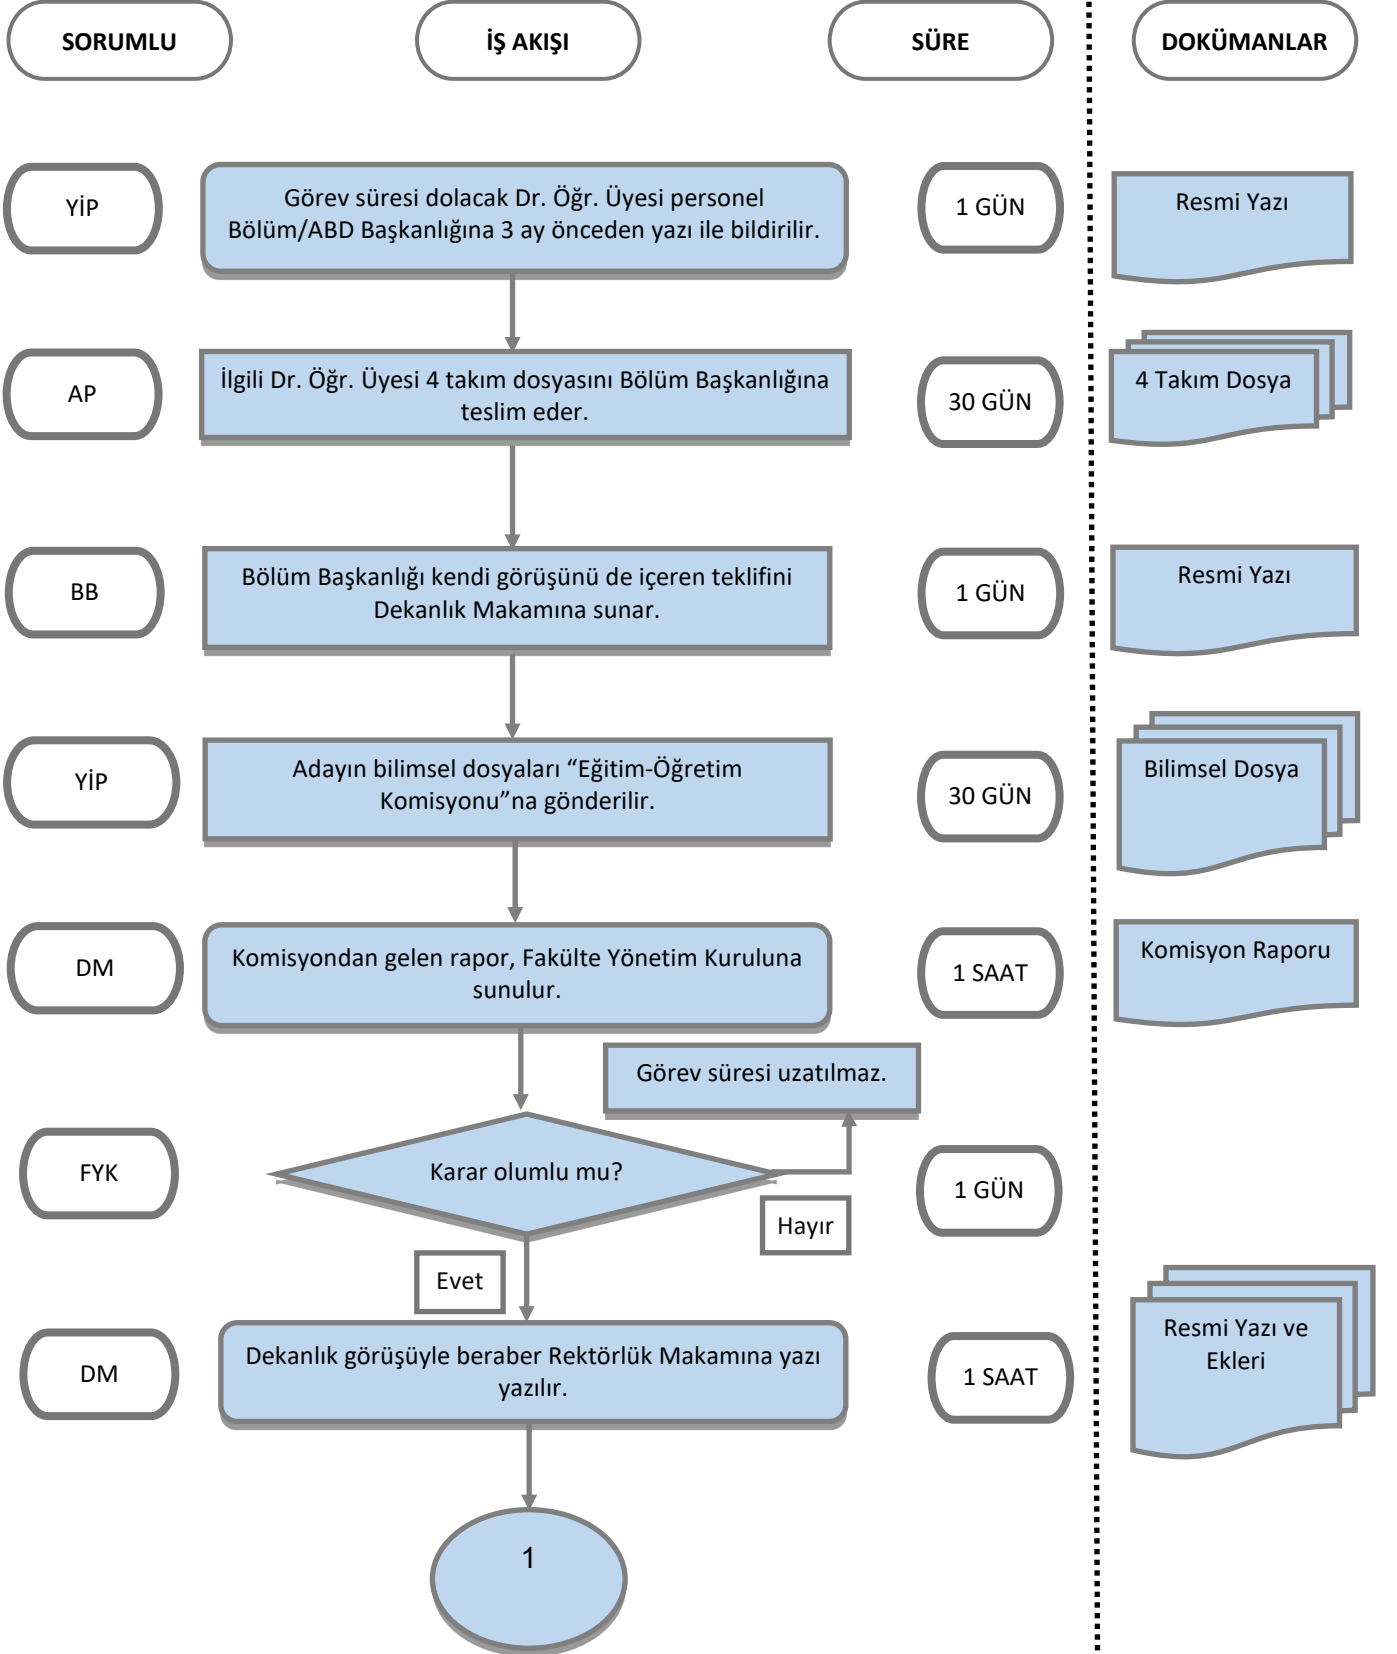 SORUMLU
İŞ AKIŞI
SÜRE
DOKÜMANLAR
YİP
Görev süresi dolacak Dr. Öğr. Üyesi personel
Bölüm/ABD Başkanlığına 3 ay önceden yazı ile bildirilir.
1 GÜN
Resmi Yazı
AP
İlgili Dr. Öğr. Üyesi 4 takım dosyasını Bölüm Başkanlığına
teslim eder.
30 GÜN
4 Takım Dosya
BB
Bölüm Başkanlığı kendi görüşünü de içeren teklifini
Dekanlık Makamına sunar.
1 GÜN
Resmi Yazı
YİP
Adayın bilimsel dosyaları “Eğitim-Öğretim
Komisyonu”na gönderilir.
30 GÜN
Bilimsel Dosya
DM
Komisyondan gelen rapor, Fakülte Yönetim Kuruluna
sunulur.
1 SAAT
Komisyon Raporu
Görev süresi uzatılmaz.
FYK
Karar olumlu mu?
1 GÜN
Hayır
Evet
DM
Dekanlık görüşüyle beraber Rektörlük Makamına yazı
yazılır.
1 SAAT
Resmi Yazı ve
Ekleri
1